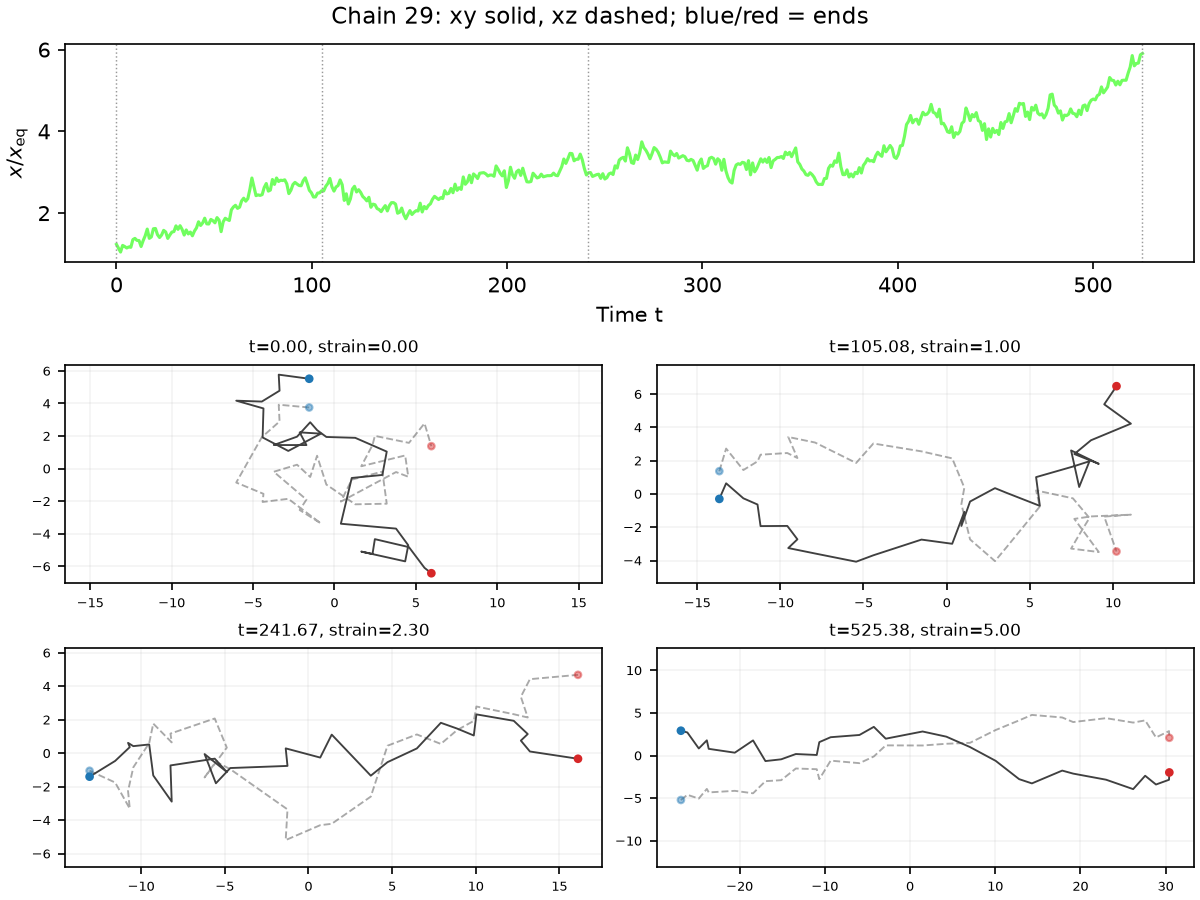 Chain 29: xy solid, xz dashed; blue/red = ends
6
4
2
x/x_eq
0 100 200 300 400 500
Time t
t=0.00, strain=0.00
6
4
2
0
−2
−4
−6
−15 −10 −5 0 5 10 15
t=105.08, strain=1.00
6
4
2
0
−2
−4
−15 −10 −5 0 5 10
t=241.67, strain=2.30
6
4
2
0
−2
−4
−6
−10 −5 0 5 10 15
t=525.38, strain=5.00
10
5
0
−5
−10
−20 −10 0 10 20 30